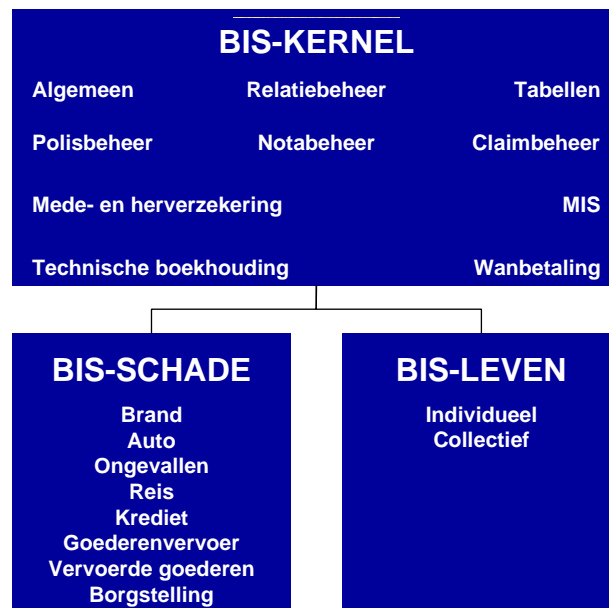 BIS-KERNEL
Algemeen Relatiebeheer Tabellen
Polisbeheer Notabeheer Claimbeheer
Mede- en herverzekering MIS
Technische boekhouding Wanbetaling
BIS-SCHADE
Brand
Auto
Ongevallen
Reis
Krediet
Goederenvervoer
Vervoerde goederen
Borgstelling
BIS-LEVEN
Individueel
Collectief